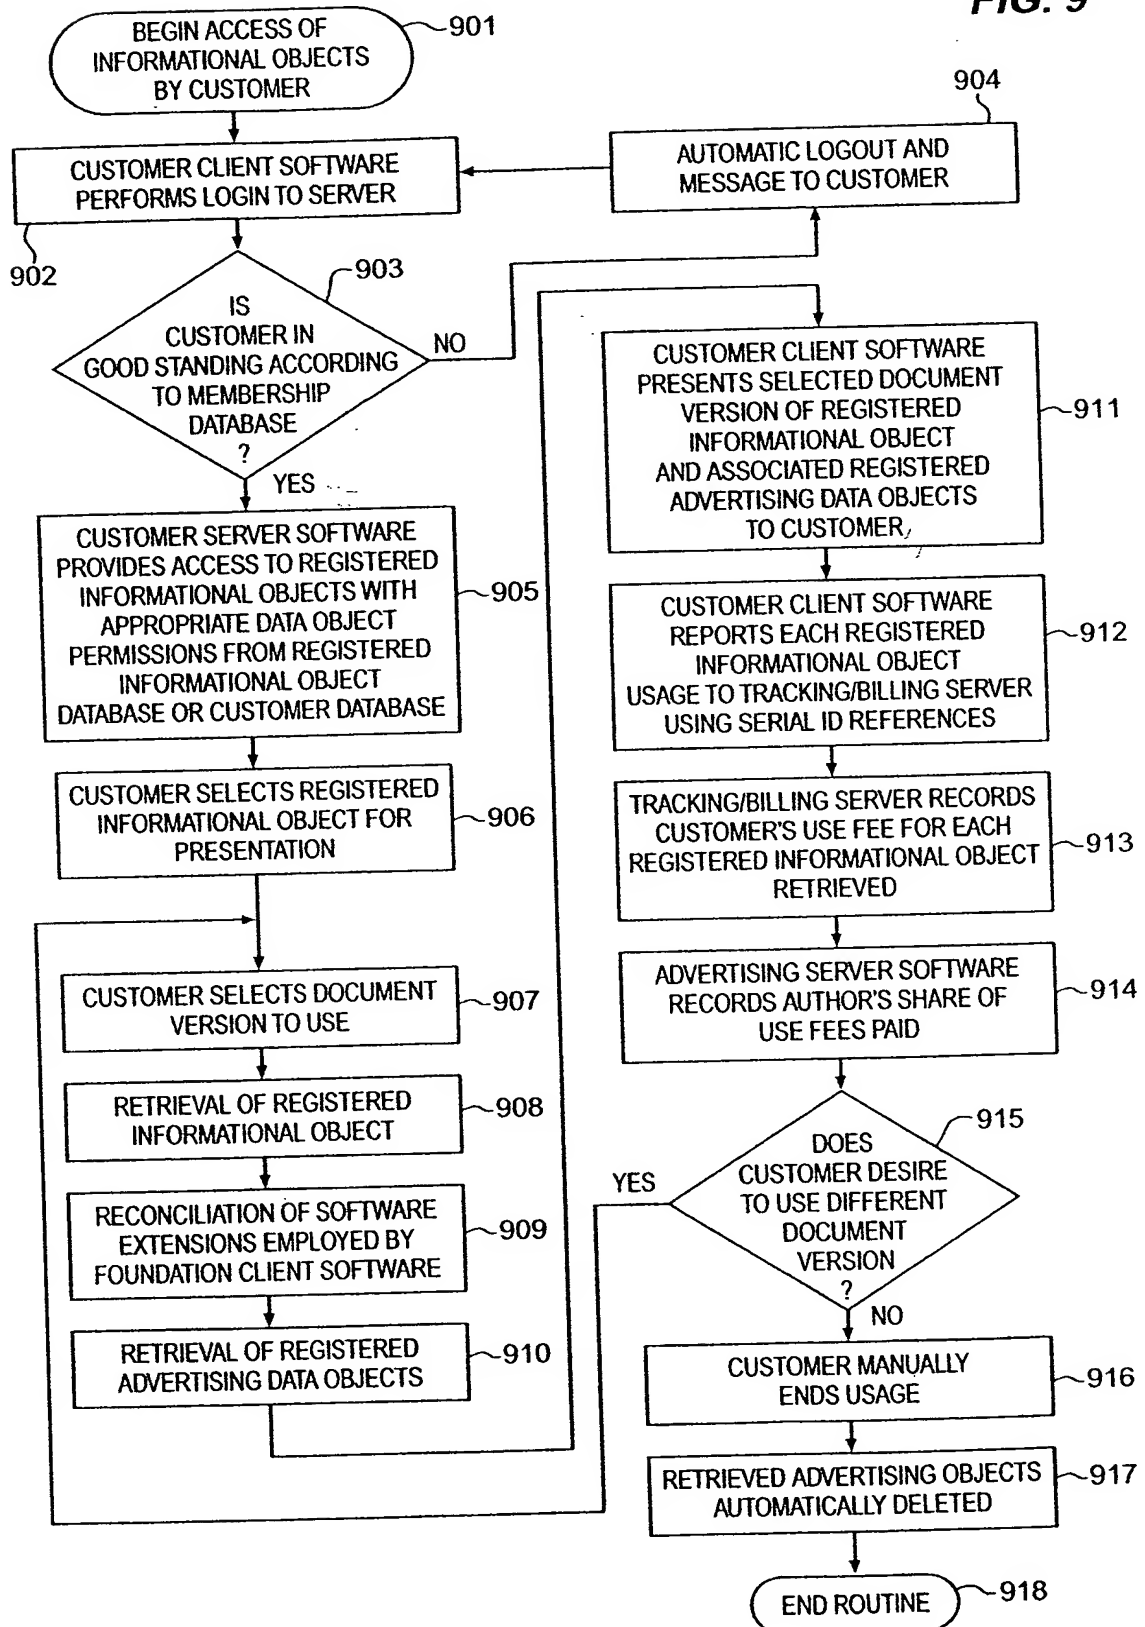 FIG. 9
BEGIN ACCESS OF
INFORMATIONAL OBJECTS
BY CUSTOMER
901
CUSTOMER CLIENT SOFTWARE
PERFORMS LOGIN TO SERVER
902
904
AUTOMATIC LOGOUT AND
MESSAGE TO CUSTOMER
903
IS
CUSTOMER IN
GOOD STANDING ACCORDING
TO MEMBERSHIP
DATABASE
?
NO
YES
CUSTOMER SERVER SOFTWARE
PROVIDES ACCESS TO REGISTERED
INFORMATIONAL OBJECTS WITH
APPROPRIATE DATA OBJECT
PERMISSIONS FROM REGISTERED
INFORMATIONAL OBJECT
DATABASE OR CUSTOMER DATABASE
905
CUSTOMER SELECTS REGISTERED
INFORMATIONAL OBJECT FOR
PRESENTATION
906
CUSTOMER SELECTS DOCUMENT
VERSION TO USE
907
RETRIEVAL OF REGISTERED
INFORMATIONAL OBJECT
908
RECONCILIATION OF SOFTWARE
EXTENSIONS EMPLOYED BY
FOUNDATION CLIENT SOFTWARE
909
RETRIEVAL OF REGISTERED
ADVERTISING DATA OBJECTS
910
CUSTOMER CLIENT SOFTWARE
PRESENTS SELECTED DOCUMENT
VERSION OF REGISTERED
INFORMATIONAL OBJECT
AND ASSOCIATED REGISTERED
ADVERTISING DATA OBJECTS
TO CUSTOMER
911
CUSTOMER CLIENT SOFTWARE
REPORTS EACH REGISTERED
INFORMATIONAL OBJECT
USAGE TO TRACKING/BILLING SERVER
USING SERIAL ID REFERENCES
912
TRACKING/BILLING SERVER RECORDS
CUSTOMER'S USE FEE FOR EACH
REGISTERED INFORMATIONAL OBJECT
RETRIEVED
913
ADVERTISING SERVER SOFTWARE
RECORDS AUTHOR'S SHARE OF
USE FEES PAID
914
915
DOES
CUSTOMER DESIRE
TO USE DIFFERENT
DOCUMENT
VERSION
?
YES
NO
CUSTOMER MANUALLY
ENDS USAGE
916
RETRIEVED ADVERTISING OBJECTS
AUTOMATICALLY DELETED
917
END ROUTINE
918